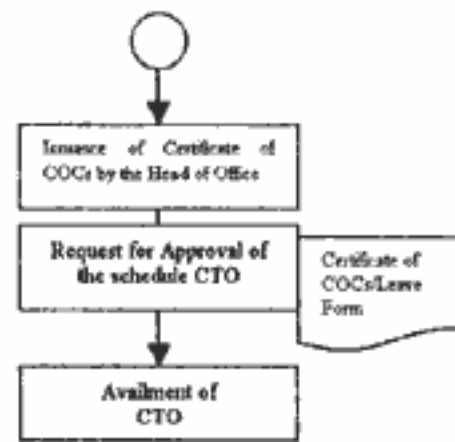 Issuance of Certificate of
COCs by the Head of Office
Request for Approval of
the schedule CTO
Certificate of
COCs/Leave
Form
Availment of
CTO